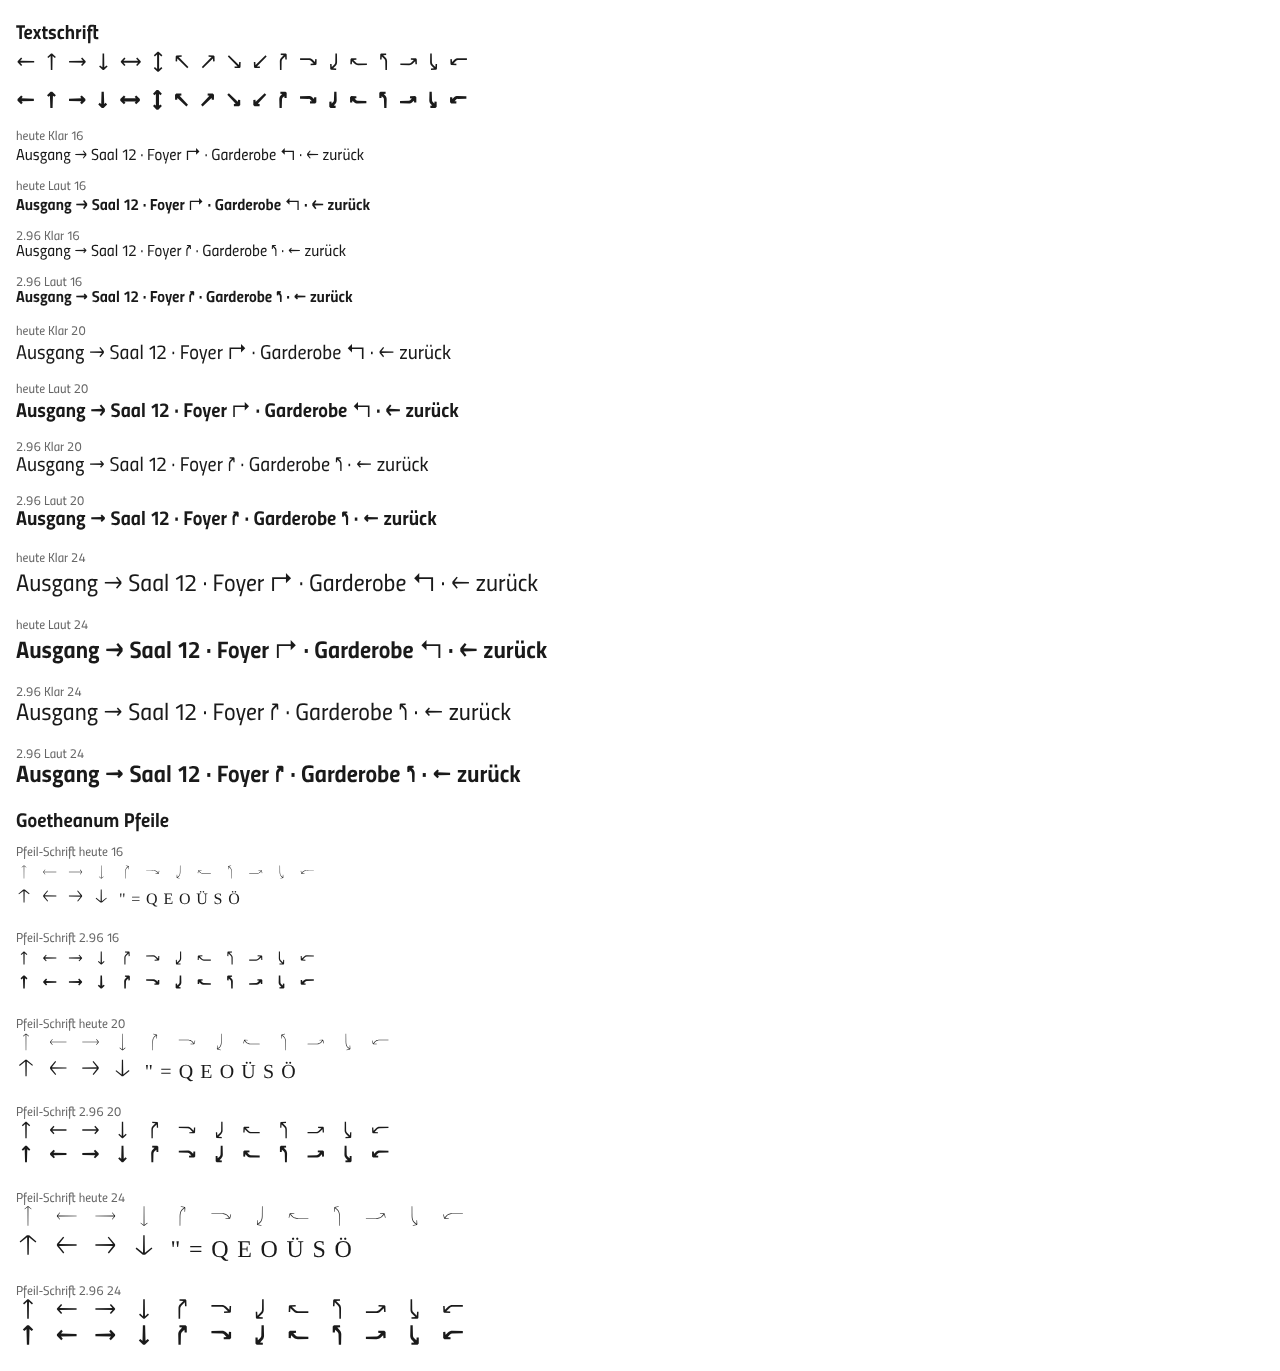 Textschrift
← ↑ → ↓ ↔ ↕ ↖ ↗ ↘ ↙ ↱ ↴ ↲ ↵ ↰ ↱ ↳ ↲
← ↑ → ↓ ↔ ↕ ↖ ↗ ↘ ↙
heute Klar 16
Ausgang → Saal 12 · Foyer ↱ · Garderobe ↰ · ← zurück
heute Laut 16
Ausgang → Saal 12 · Foyer ↱ · Garderobe ↰ · ← zurück
2.96 Klar 16
Ausgang → Saal 12 · Foyer ↱ · Garderobe ↰ · ← zurück
2.96 Laut 16
Ausgang → Saal 12 · Foyer ↱ · Garderobe ↰ · ← zurück
heute Klar 20
Ausgang → Saal 12 · Foyer ↱ · Garderobe ↰ · ← zurück
heute Laut 20
Ausgang → Saal 12 · Foyer ↱ · Garderobe ↰ · ← zurück
2.96 Klar 20
Ausgang → Saal 12 · Foyer ↱ · Garderobe ↰ · ← zurück
2.96 Laut 20
Ausgang → Saal 12 · Foyer ↱ · Garderobe ↰ · ← zurück
heute Klar 24
Ausgang → Saal 12 · Foyer ↱ · Garderobe ↰ · ← zurück
heute Laut 24
Ausgang → Saal 12 · Foyer ↱ · Garderobe ↰ · ← zurück
2.96 Klar 24
Ausgang → Saal 12 · Foyer ↱ · Garderobe ↰ · ← zurück
2.96 Laut 24
Ausgang → Saal 12 · Foyer ↱ · Garderobe ↰ · ← zurück
Goetheanum Pfeile
Pfeil-Schrift heute 16
↑ ← → ↓
↑ ← → ↓ " = Q E O Ü S Ö
Pfeil-Schrift 2.96 16
↑ ← → ↓
↑ ← → ↓
Pfeil-Schrift heute 20
↑ ← → ↓
↑ ← → ↓ " = Q E O Ü S Ö
Pfeil-Schrift 2.96 20
↑ ← → ↓
↑ ← → ↓
Pfeil-Schrift heute 24
↑ ← → ↓
↑ ← → ↓ " = Q E O Ü S Ö
Pfeil-Schrift 2.96 24
↑ ← → ↓
↑ ← → ↓